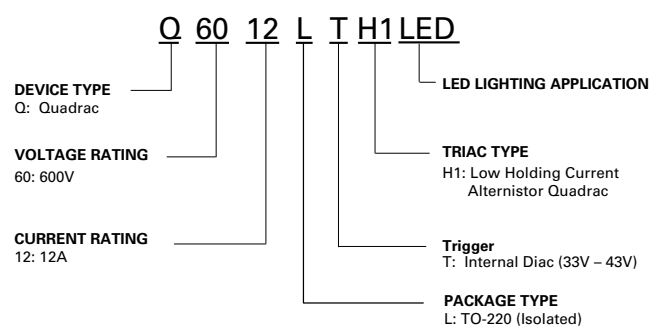 Q 60 12 L T H1 LED
DEVICE TYPE
Q: Quadrac
VOLTAGE RATING
60: 600V
CURRENT RATING
12: 12A
LED LIGHTING APPLICATION
TRIAC TYPE
H1: Low Holding Current
Alternistor Quadrac
Trigger
T: Internal Diac (33V – 43V)
PACKAGE TYPE
L: TO-220 (Isolated)